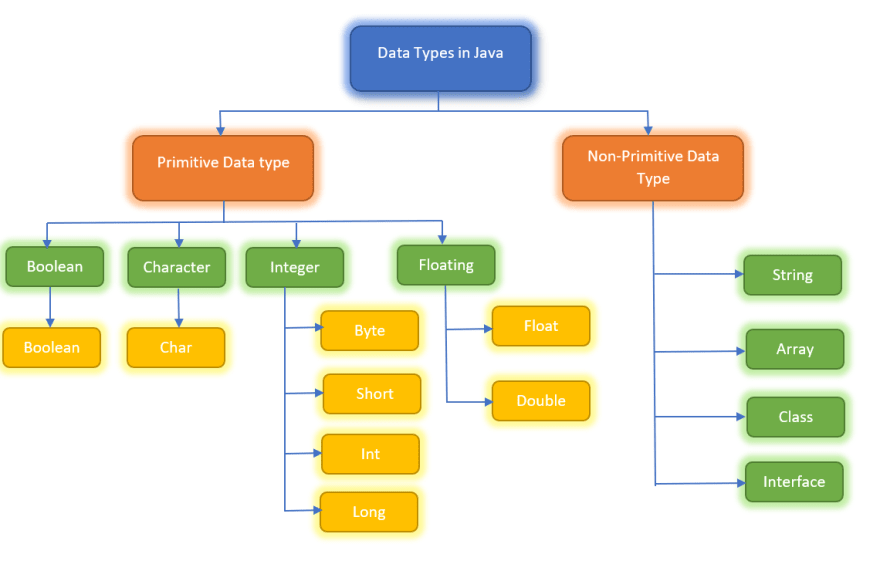 Data Types in Java
Primitive Data type
Non-Primitive Data
Type
Boolean
Character
Integer
Floating
String
Boolean
Char
Byte
Float
Array
Short
Double
Class
Int
Interface
Long